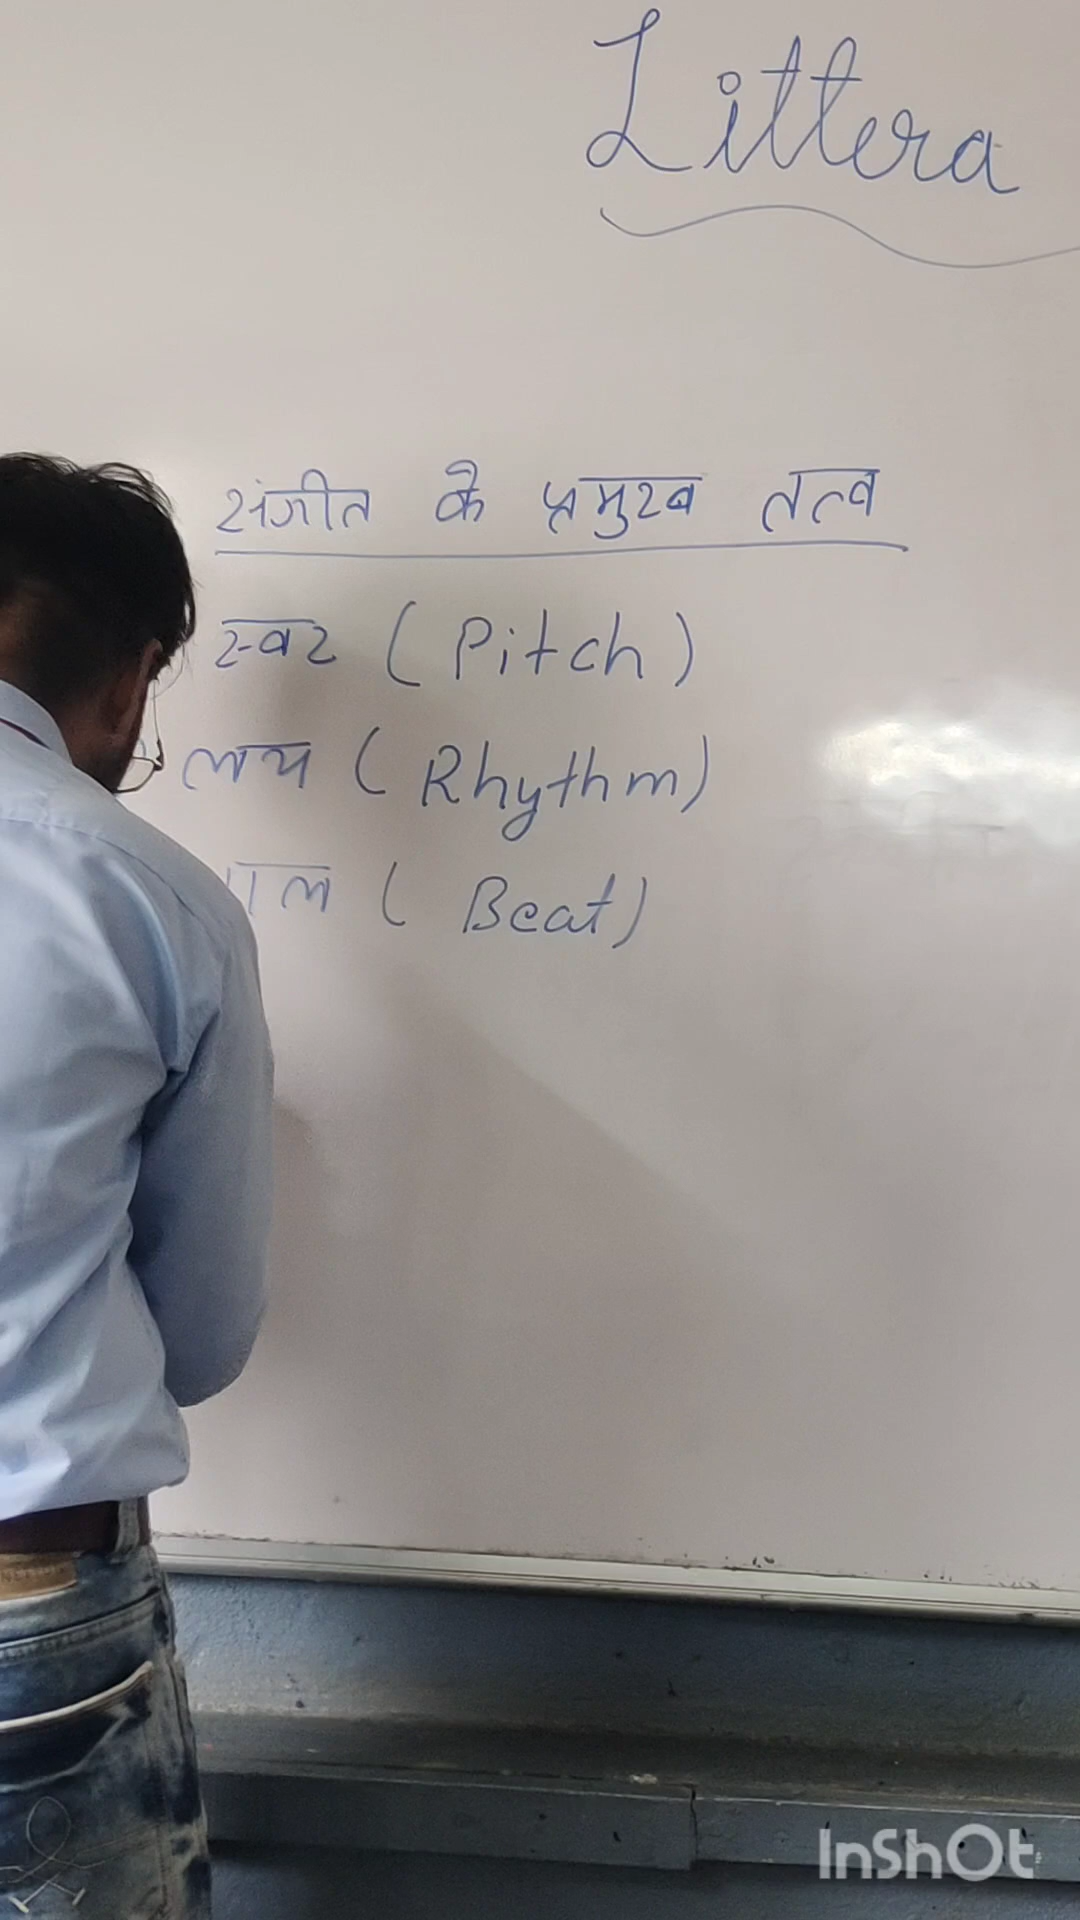 Littera
संगीत के प्रमुख तत्व
स्वर (Pitch)
लय (Rhythm)
(Beat)
InShOt